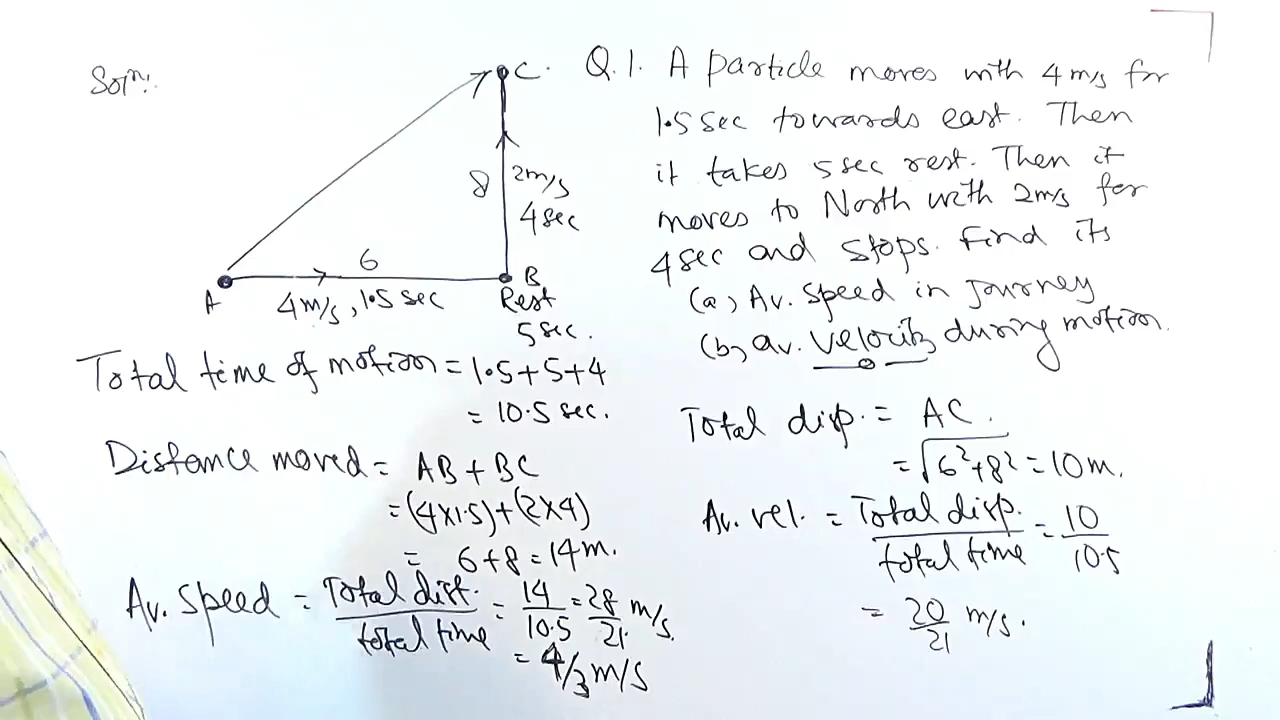 Soln:
Q.1. A particle moves with 4 m/s for
1.5 sec towards east. Then
it takes 5 sec rest. Then it
moves to North with 2m/s for
4 sec and stops. Find its
(a) Av. speed in journey
(b) av. velocity during motion.
C.
8
2m/s
4 sec
6
A
4 m/s, 1.5 sec
B
Rest
5 sec.
Total time of motion = 1.5+5+4
= 10.5 sec.
Distance moved = AB + BC
= (4×1.5)+(2×4)
= 6+8 = 14 m.
Av. speed = Total dist. / total time = 14/10.5 = 28/21 m/s.
= 4/3 m/s
Total disp. = AC.
= √6²+8² = 10 m.
Av. vel. = Total disp. / total time = 10/10.5
= 20/21 m/s.